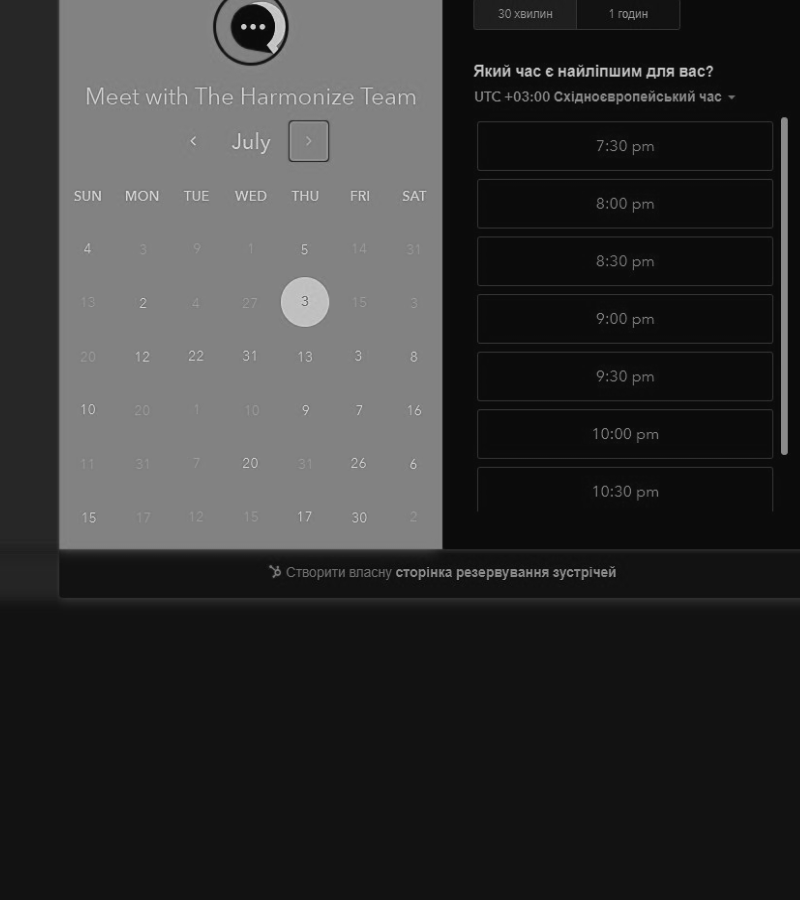 Meet with The Harmonize Team
July
SUN MON TUE WED THU FRI SAT
4 3 9 1 5 14 31
13 2 4 27 3 15 3
20 12 22 31 13 3 8
10 20 1 10 9 7 16
11 31 7 20 31 26 6
15 17 12 15 17 30 2
30 хвилин 1 годин
Який час є найліпшим для вас?
UTC +03:00 Східноєвропейський час
7:30 pm
8:00 pm
8:30 pm
9:00 pm
9:30 pm
10:00 pm
10:30 pm
Створити власну сторінка резервування зустрічей